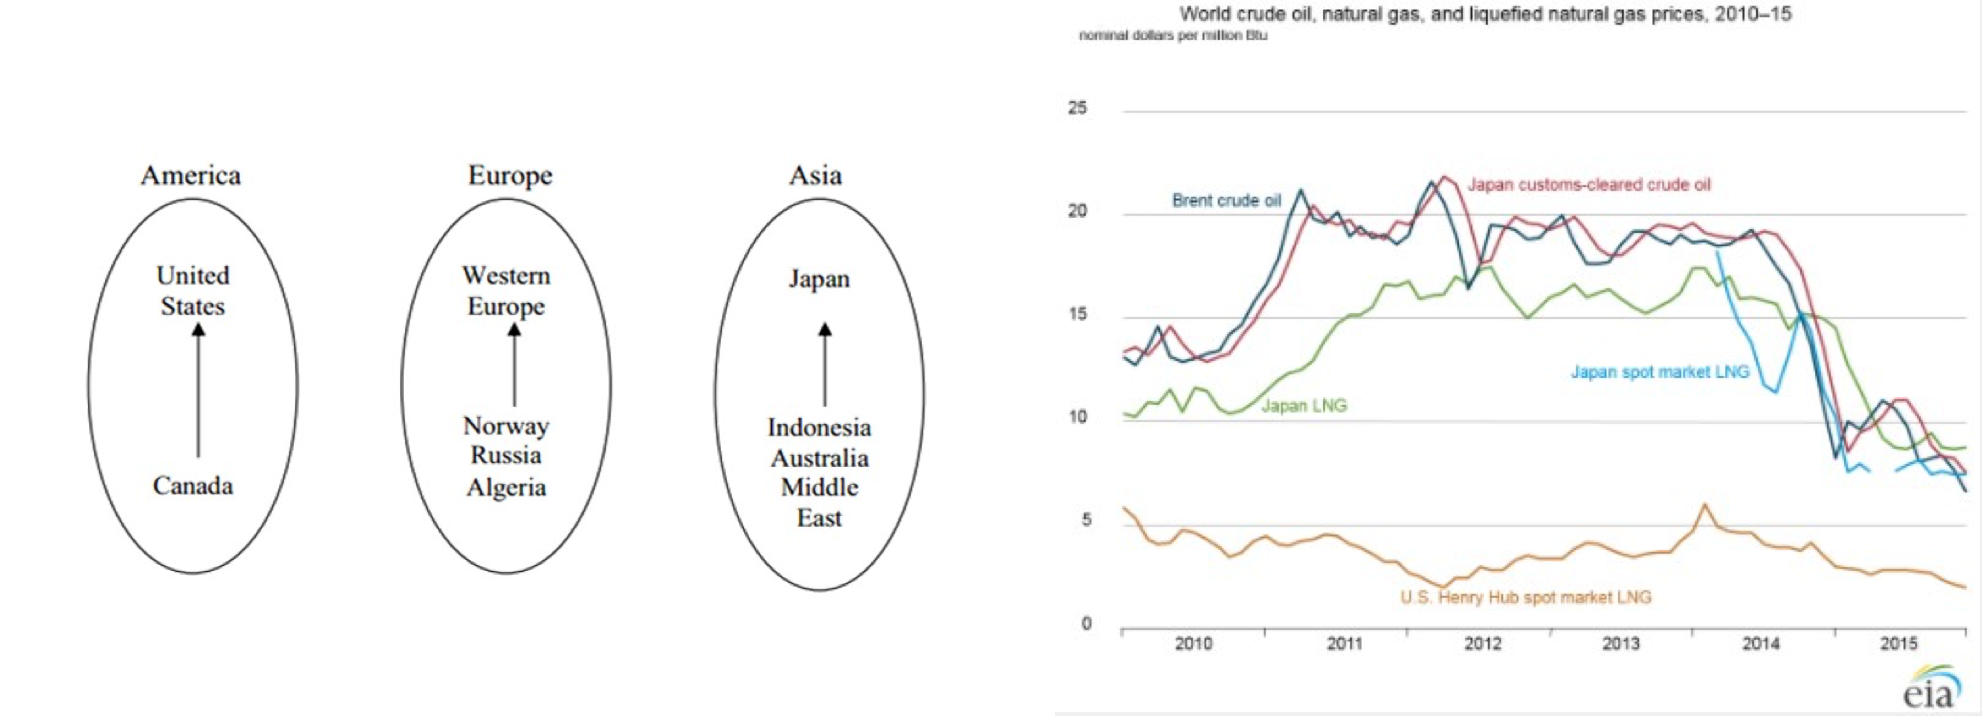 America
United
States
Canada
Europe
Western
Europe
Norway
Russia
Algeria
Asia
Japan
Indonesia
Australia
Middle
East
World crude oil, natural gas, and liquefied natural gas prices, 2010–15
nominal dollars per million Btu
25
20
15
10
5
0
Brent crude oil
Japan customs-cleared crude oil
Japan spot market LNG
Japan LNG
U.S. Henry Hub spot market LNG
2010 2011 2012 2013 2014 2015
eia